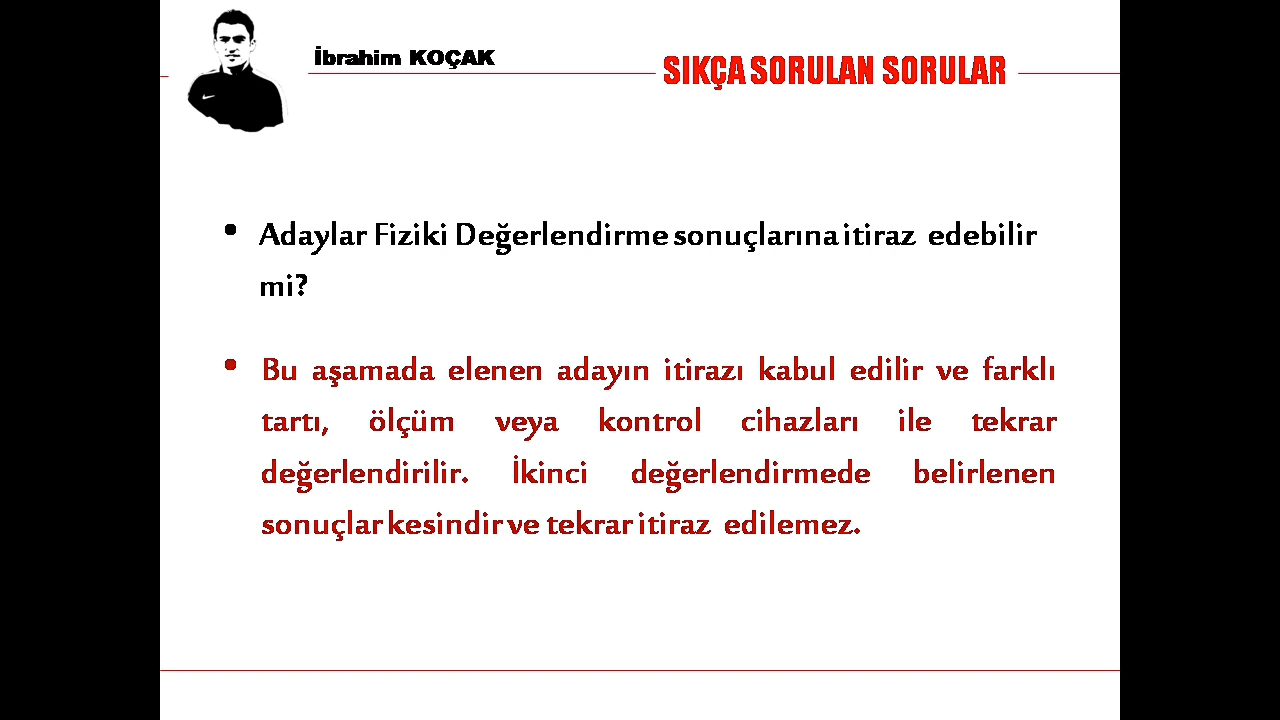 İbrahim KOÇAK
SIKÇA SORULAN SORULAR
• Adaylar Fiziki Değerlendirme sonuçlarına itiraz edebilir
mi?
• Bu aşamada elenen adayın itirazı kabul edilir ve farklı
tartı, ölçüm veya kontrol cihazları ile tekrar
değerlendirilir. İkinci değerlendirmede belirlenen
sonuçlar kesindir ve tekrar itiraz edilemez.